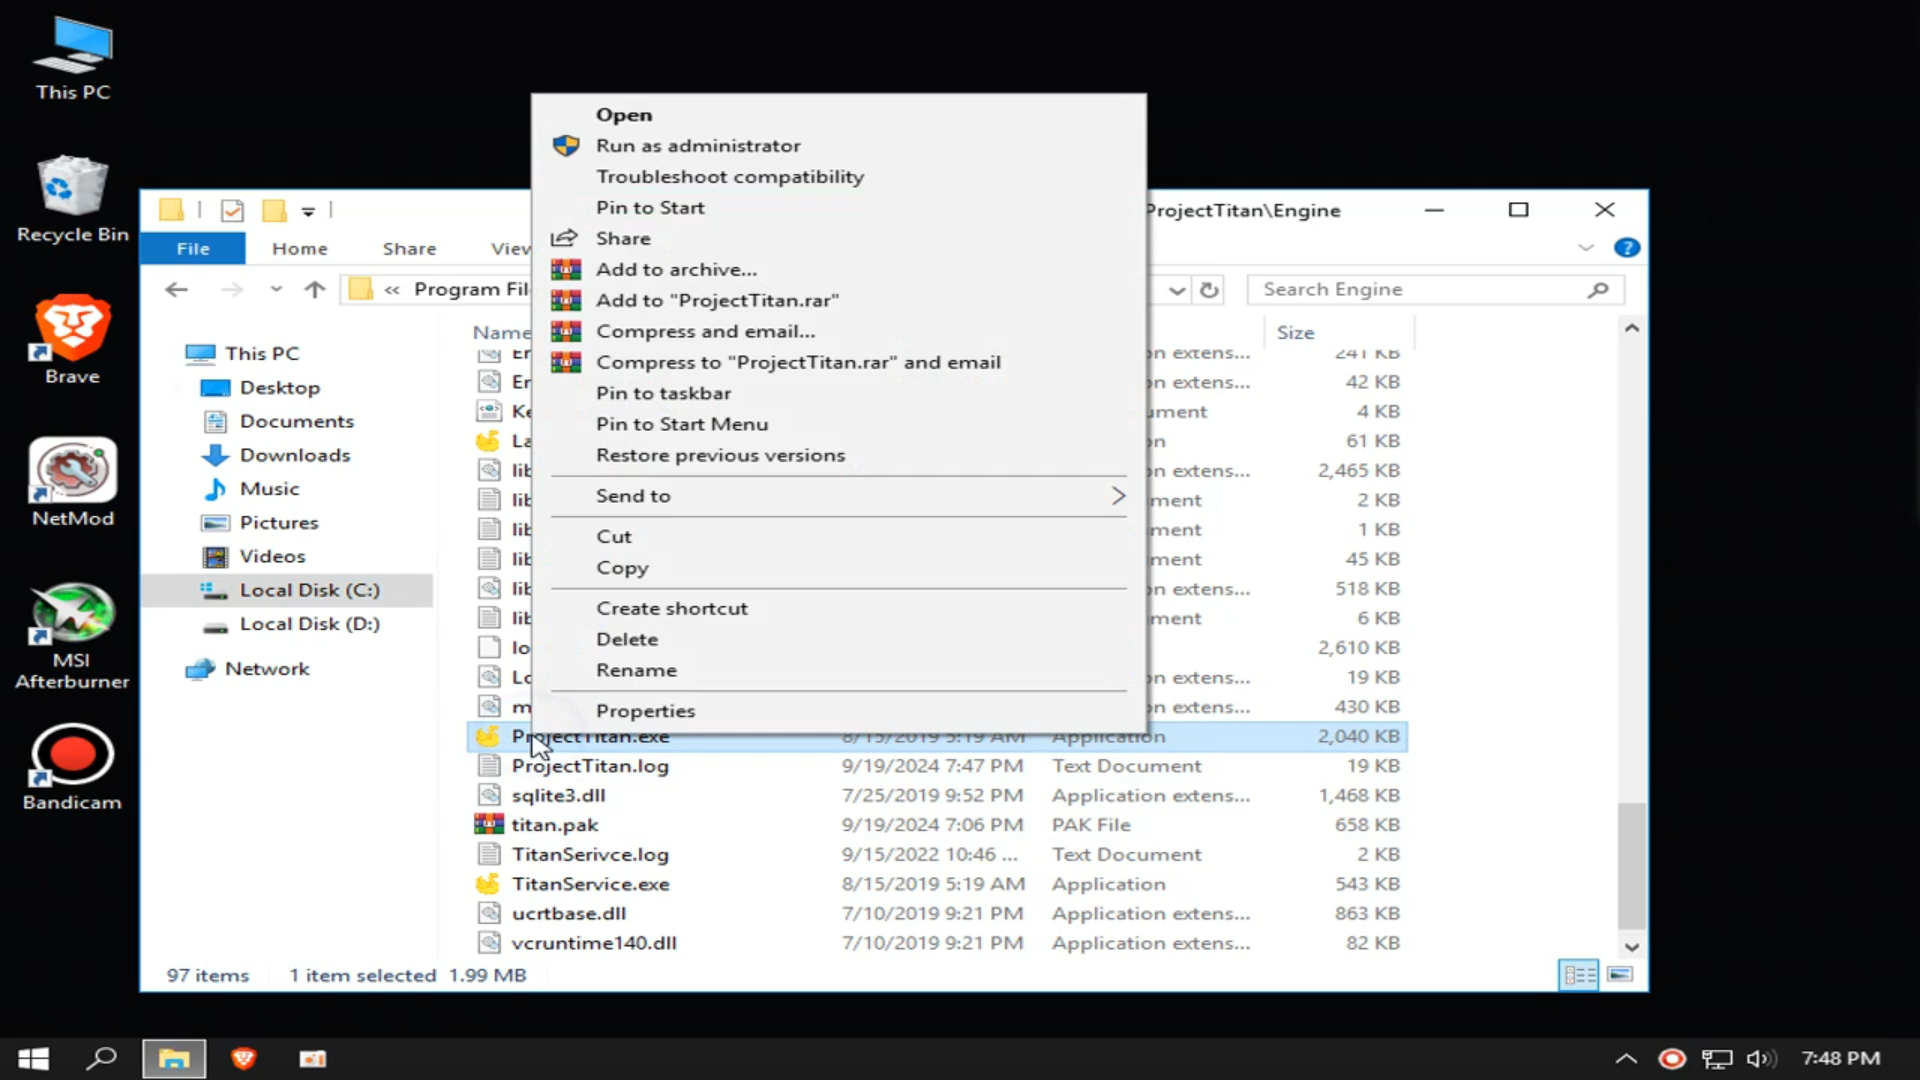 This PC
Recycle Bin
Brave
NetMod
MSI
Afterburner
Bandicam
ProjectTitan\Engine
File
Home
Share
View
<< Program Fil
Search Engine
This PC
Desktop
Documents
Downloads
Music
Pictures
Videos
Local Disk (C:)
Local Disk (D:)
Network
Name
Size
Open
Run as administrator
Troubleshoot compatibility
Pin to Start
Share
Add to archive...
Add to "ProjectTitan.rar"
Compress and email...
Compress to "ProjectTitan.rar" and email
Pin to taskbar
Pin to Start Menu
Restore previous versions
Send to
Cut
Copy
Create shortcut
Delete
Rename
Properties
on extens... 241 KB
on extens... 42 KB
ument 4 KB
on 61 KB
on extens... 2,465 KB
ment 2 KB
ment 1 KB
ment 45 KB
on extens... 518 KB
ment 6 KB
2,610 KB
on extens... 19 KB
on extens... 430 KB
ProjectTitan.exe 8/15/2019 5:19 AM Application 2,040 KB
ProjectTitan.log 9/19/2024 7:47 PM Text Document 19 KB
sqlite3.dll 7/25/2019 9:52 PM Application extens... 1,468 KB
titan.pak 9/19/2024 7:06 PM PAK File 658 KB
TitanSerivce.log 9/15/2022 10:46 ... Text Document 2 KB
TitanService.exe 8/15/2019 5:19 AM Application 543 KB
ucrtbase.dll 7/10/2019 9:21 PM Application extens... 863 KB
vcruntime140.dll 7/10/2019 9:21 PM Application extens... 82 KB
97 items 1 item selected 1.99 MB
7:48 PM